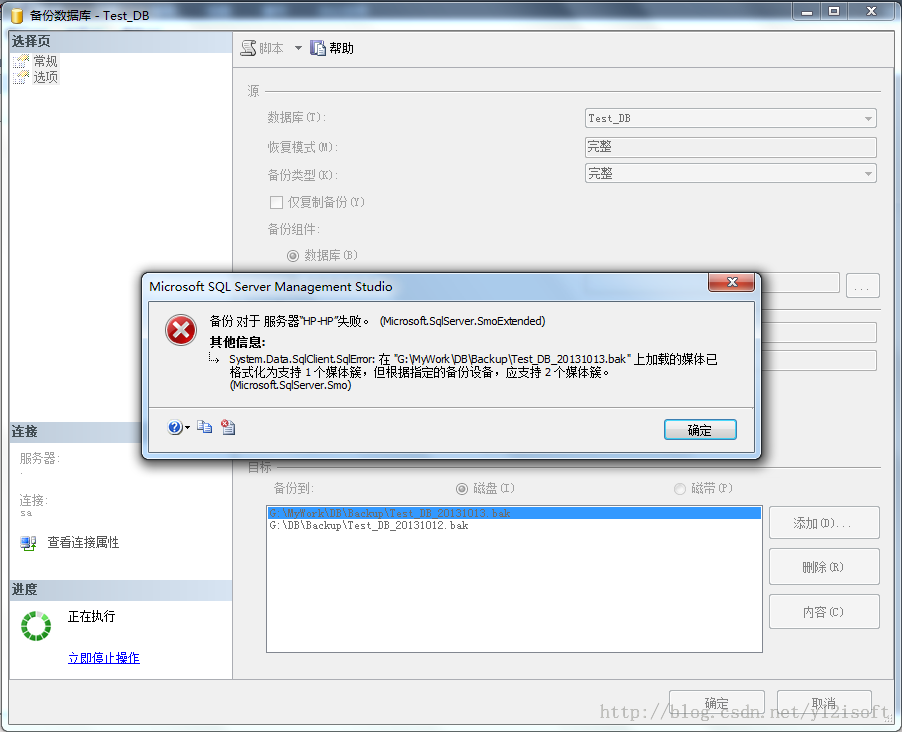 备份数据库 - Test_DB
选择页
常规
选项
脚本
帮助
源
数据库(T):
Test_DB
恢复模式(M):
完整
备份类型(K):
完整
仅复制备份(Y)
备份组件:
数据库(B)
...
Microsoft SQL Server Management Studio
备份 对于 服务器“HP-HP”失败。 (Microsoft.SqlServer.SmoExtended)
其他信息:
System.Data.SqlClient.SqlError: 在 "G:\MyWork\DB\Backup\Test_DB_20131013.bak" 上加载的媒体已
格式化为支持 1 个媒体簇，但根据指定的备份设备，应支持 2 个媒体簇。
(Microsoft.SqlServer.Smo)
确定
连接
服务器:
.
连接:
sa
查看连接属性
进度
正在执行
立即停止操作
目标
备份到:
磁盘(I)
磁带(P)
G:\MyWork\DB\Backup\Test_DB_20131013.bak
G:\DB\Backup\Test_DB_20131012.bak
添加(D)...
删除(R)
内容(C)
确定
取消
http://blog.csdn.net/yl2isoft